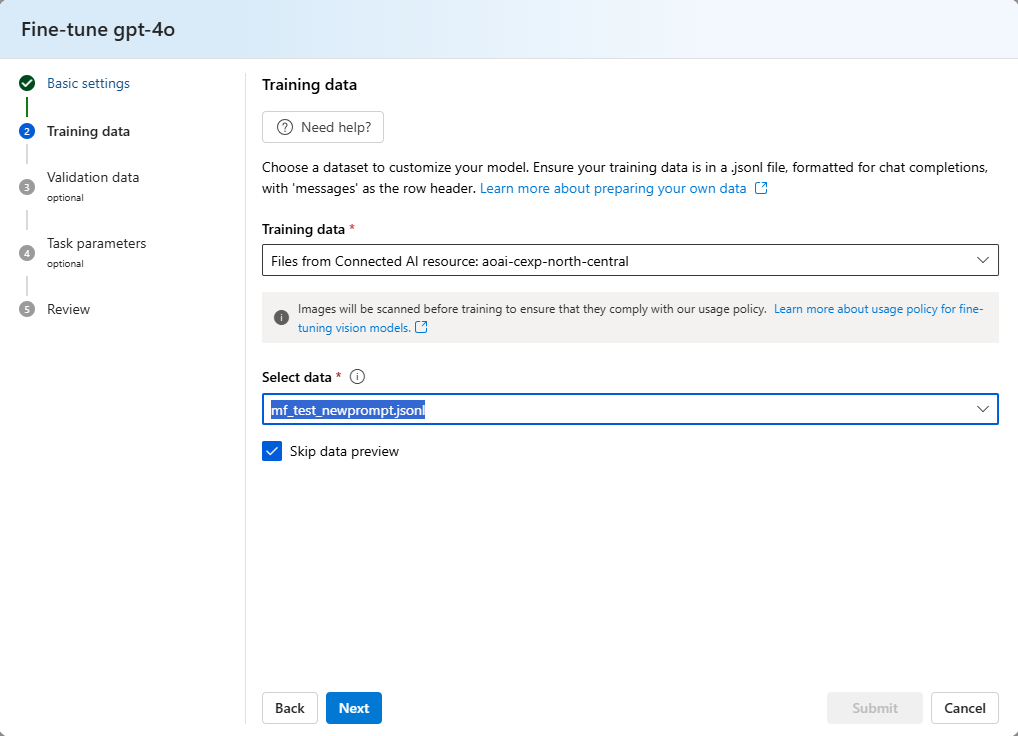 Fine-tune gpt-4o
Basic settings
2 Training data
3 Validation data
optional
4 Task parameters
optional
5 Review
Training data
Need help?
Choose a dataset to customize your model. Ensure your training data is in a .jsonl file, formatted for chat completions,
with 'messages' as the row header. Learn more about preparing your own data
Training data *
Files from Connected AI resource: aoai-cexp-north-central
Images will be scanned before training to ensure that they comply with our usage policy. Learn more about usage policy for fine-
tuning vision models.
Select data *
mf_test_newprompt.jsonl
Skip data preview
Back Next Submit Cancel